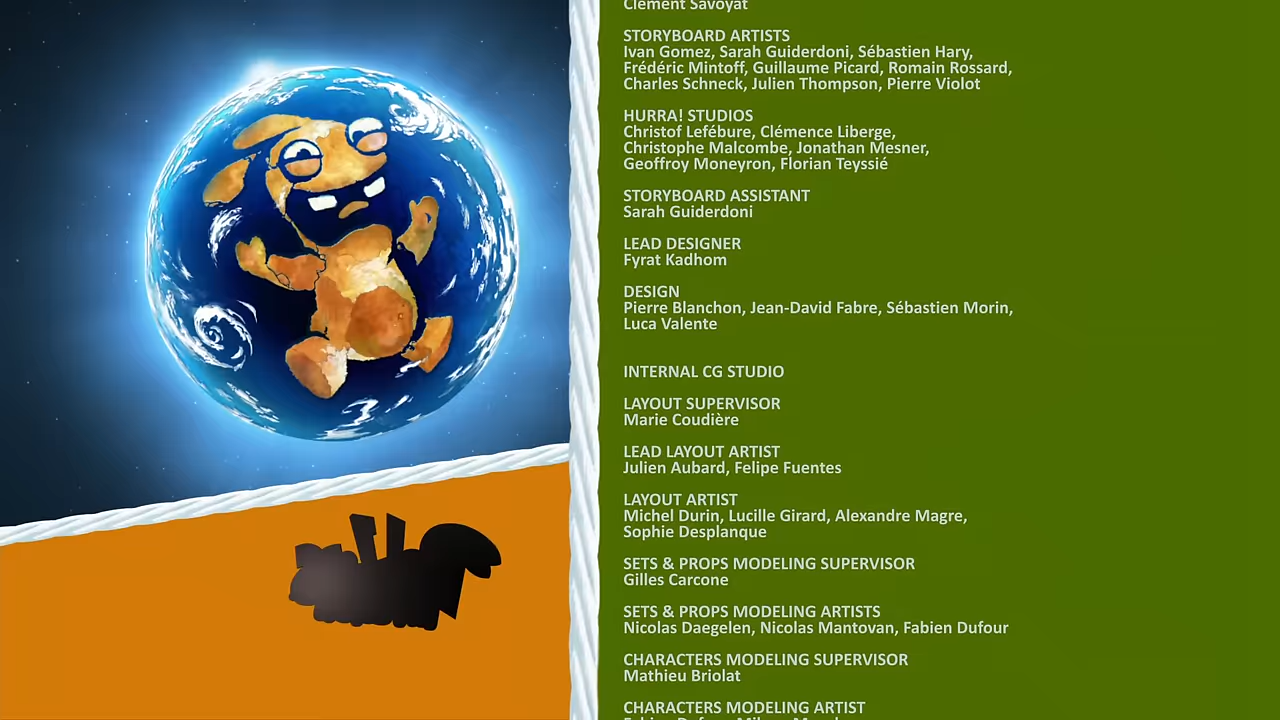 Clément Savoyat
STORYBOARD ARTISTS
Ivan Gomez, Sarah Guiderdoni, Sébastien Hary,
Frédéric Mintoff, Guillaume Picard, Romain Rossard,
Charles Schneck, Julien Thompson, Pierre Violot
HURRA! STUDIOS
Christof Lefébure, Clémence Liberge,
Christophe Malcombe, Jonathan Mesner,
Geoffroy Moneyron, Florian Teyssié
STORYBOARD ASSISTANT
Sarah Guiderdoni
LEAD DESIGNER
Fyrat Kadhom
DESIGN
Pierre Blanchon, Jean-David Fabre, Sébastien Morin,
Luca Valente
INTERNAL CG STUDIO
LAYOUT SUPERVISOR
Marie Coudière
LEAD LAYOUT ARTIST
Julien Aubard, Felipe Fuentes
LAYOUT ARTIST
Michel Durin, Lucille Girard, Alexandre Magre,
Sophie Desplanque
SETS & PROPS MODELING SUPERVISOR
Gilles Carcone
SETS & PROPS MODELING ARTISTS
Nicolas Daegelen, Nicolas Mantovan, Fabien Dufour
CHARACTERS MODELING SUPERVISOR
Mathieu Briolat
CHARACTERS MODELING ARTIST